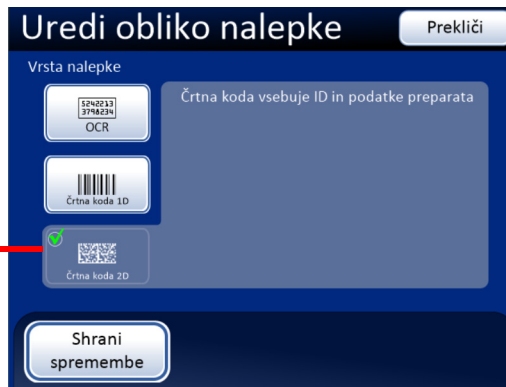 Uredi obliko nalepke
Prekliči
Vrsta nalepke
5242213
3798234
OCR
Črtna koda vsebuje ID in podatke preparata
Črtna koda 1D
Črtna koda 2D
Shrani
spremembe